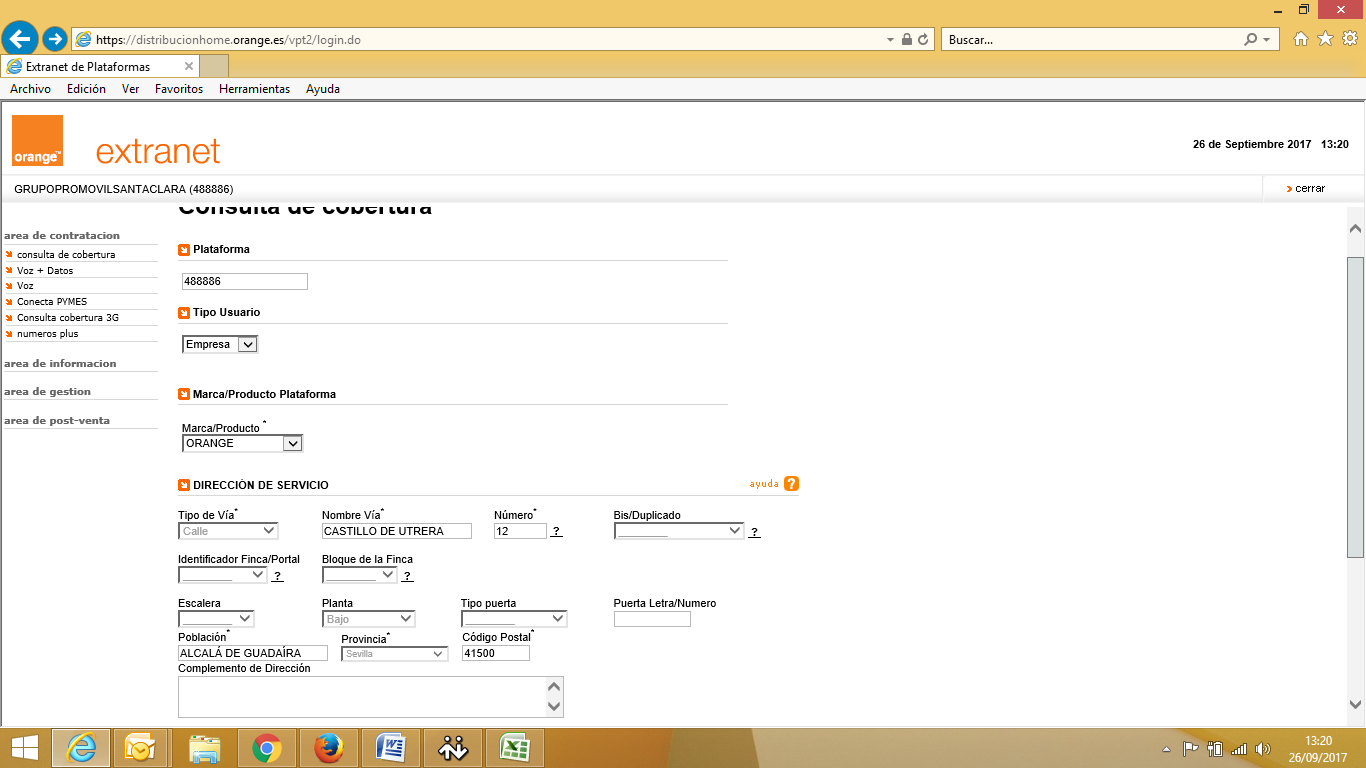 https://distribucionhome.orange.es/vpt2/login.do
Buscar...
Extranet de Plataformas
Archivo Edición Ver Favoritos Herramientas Ayuda
orange™
extranet
26 de Septiembre 2017 13:20
GRUPOPROMOVILSANTACLARA (488886)
cerrar
Consulta de cobertura
area de contratacion
consulta de cobertura
Voz + Datos
Voz
Conecta PYMES
Consulta cobertura 3G
numeros plus
area de informacion
area de gestion
area de post-venta
Plataforma
488886
Tipo Usuario
Empresa
Marca/Producto Plataforma
Marca/Producto *
ORANGE
DIRECCIÓN DE SERVICIO
ayuda ?
Tipo de Vía* Nombre Vía* Número* Bis/Duplicado
Calle CASTILLO DE UTRERA 12 ? ________ ?
Identificador Finca/Portal Bloque de la Finca
________ ? ________ ?
Escalera Planta Tipo puerta Puerta Letra/Numero
________ Bajo ________
Población* Provincia* Código Postal*
ALCALÁ DE GUADAÍRA Sevilla 41500
Complemento de Dirección
13:20
26/09/2017